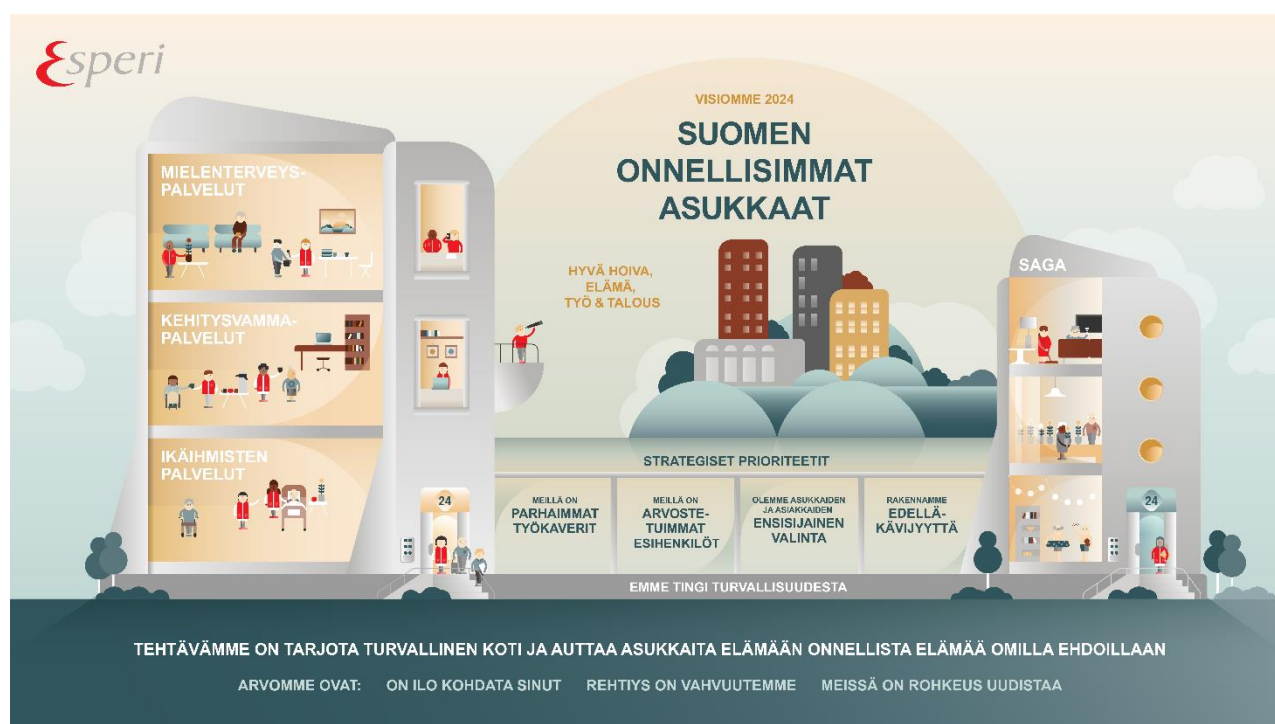 Esperi
VISIOMME 2024
SUOMEN
ONNELLISIMMAT
ASUKKAAT
HYVÄ HOIVA,
ELÄMÄ,
TYÖ & TALOUS
MIELENTERVEYS-
PALVELUT
KEHITYSVAMMA-
PALVELUT
IKÄIHMISTEN
PALVELUT
24
SAGA
24
STRATEGISET PRIORITEETIT
MEILLÄ ON
PARHAIMMAT
TYÖKAVERIT
MEILLÄ ON
ARVOSTE-
TUIMMAT
ESIHENKILÖT
OLEMME ASUKKAIDEN
JA ASIAKKAIDEN
ENSISIJAINEN
VALINTA
RAKENNAMME
EDELLÄ-
KÄVIJYYTTÄ
EMME TINGI TURVALLISUUDESTA
TEHTÄVÄMME ON TARJOTA TURVALLINEN KOTI JA AUTTAA ASUKKAITA ELÄMÄÄN ONNELLISTA ELÄMÄÄ OMILLA EHDOILLAAN
ARVOMME OVAT: ON ILO KOHDATA SINUT REHTIYS ON VAHVUUTEMME MEISSÄ ON ROHKEUS UUDISTAA